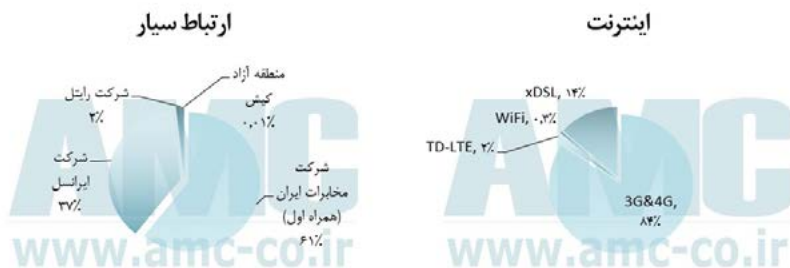 اینترنت
xDSL, ۱۴٪
WiFi, ۰.۳٪
TD-LTE, ۲٪
3G&4G,
۸۴٪
ارتباط سیار
منطقه آزاد
کیش
۰,۰۱٪
شرکت رایتل
۲٪
شرکت
ایرانسل
۳۷٪
شرکت
مخابرات ایران
(همراه اول)
۶۱٪
AMC
www.amc-co.ir
AMC
www.amc-co.ir